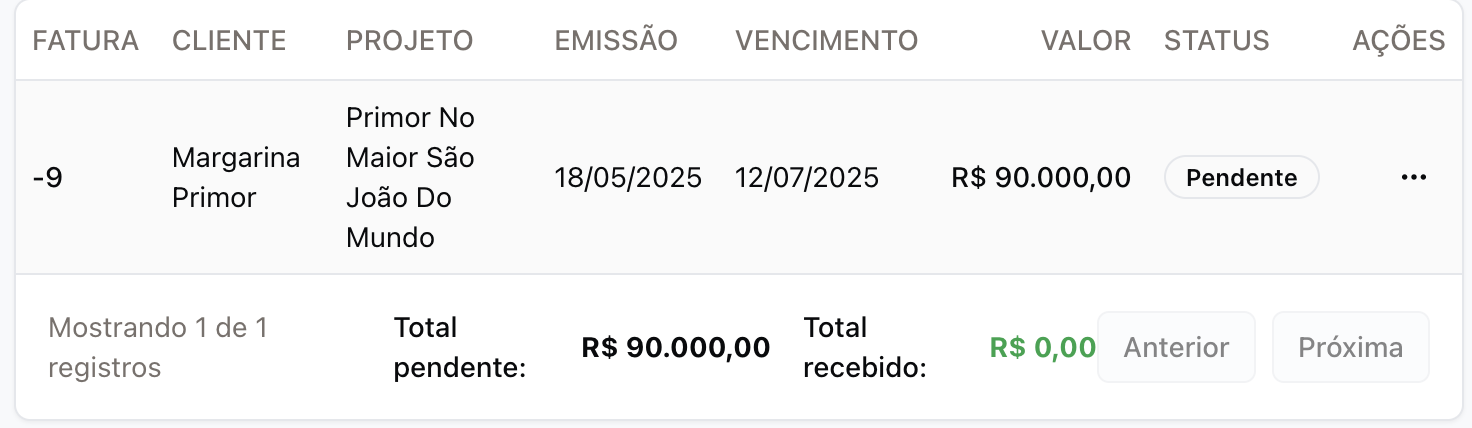 FATURA CLIENTE PROJETO EMISSÃO VENCIMENTO VALOR STATUS AÇÕES
-9
Margarina
Primor
Primor No
Maior São
João Do
Mundo
18/05/2025
12/07/2025
R$ 90.000,00
Pendente
...
Mostrando 1 de 1
registros
Total
pendente:
R$ 90.000,00
Total
recebido:
R$ 0,00
Anterior
Próxima